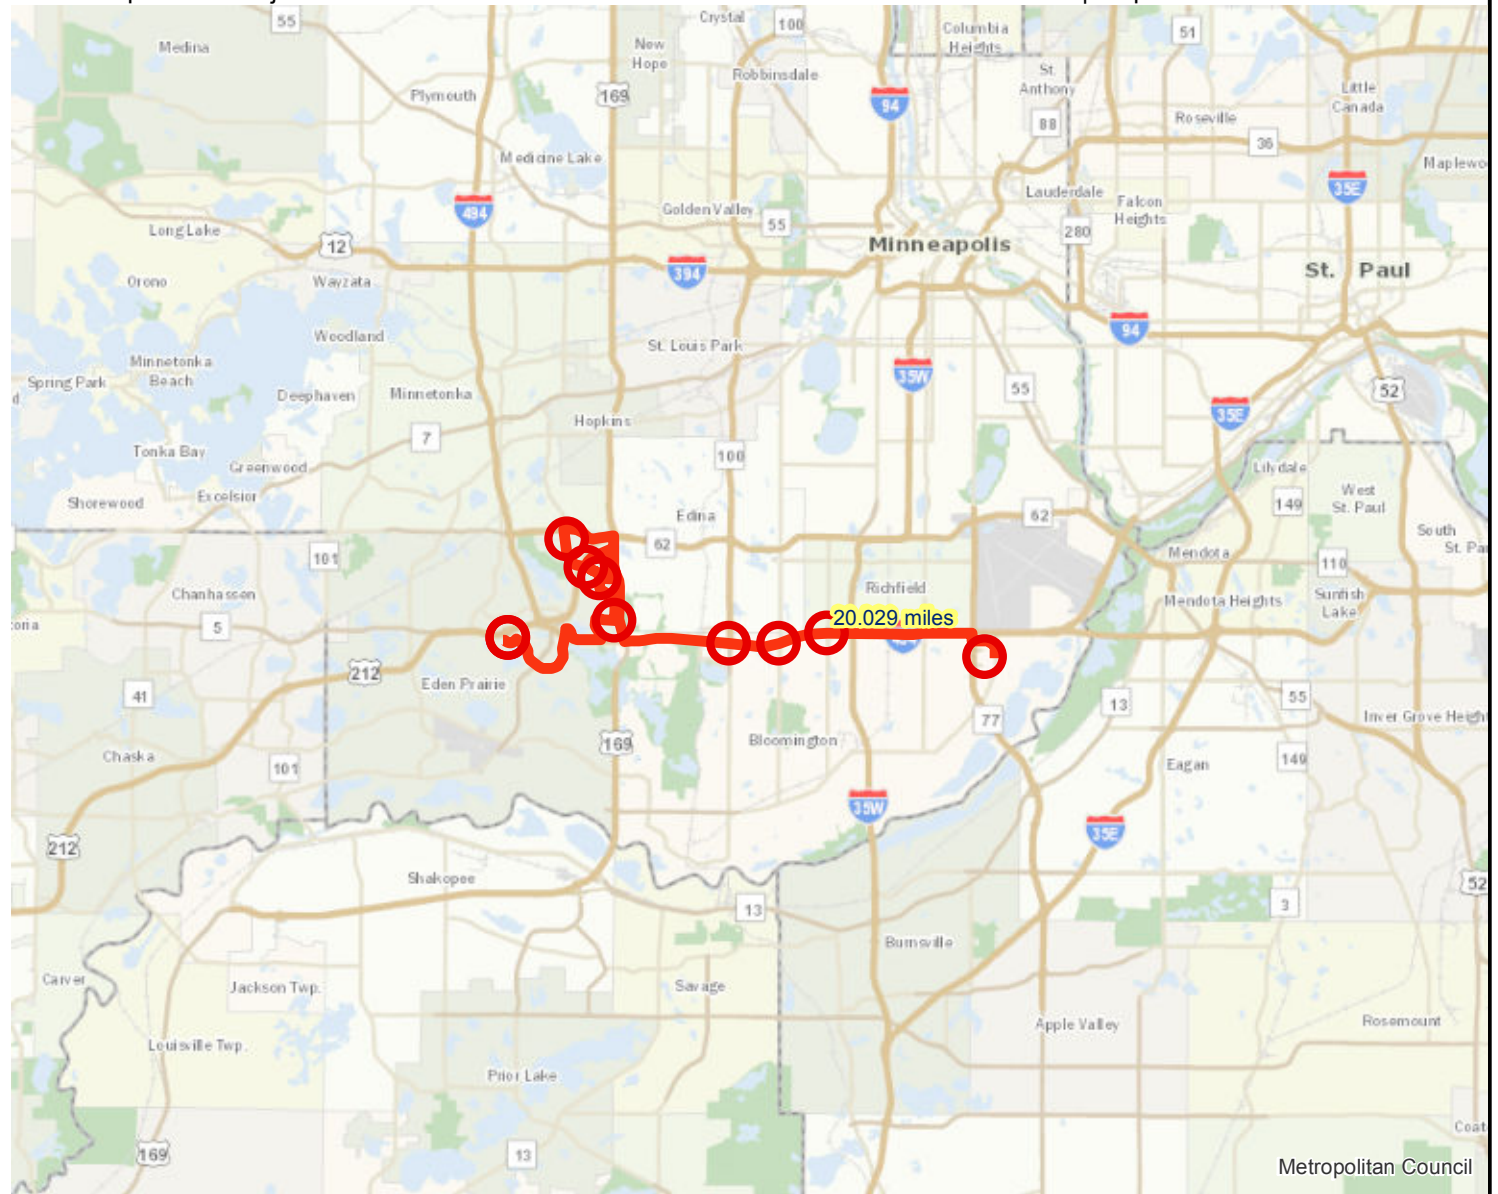 55
Crystal
100
Columbia
Heights
51
Medina
New
Hope
Robbinsdale
St.
Anthony
Little
Canada
Plymouth
169
94
88
Roseville
36
Medicine Lake
Maplewo
494
35E
Lauderdale
Falcon
Heights
Golden Valley
55
280
Long Lake
12
Minneapolis
394
St. Paul
Orono
Wayzata
94
Woodland
St. Louis Park
Minnetonka
Beach
Spring Park
d
Deephaven
Minnetonka
35W
55
52
35E
Hopkins
7
Tonka Bay
Greenwood
100
Lilydale
Shorewood
Excelsior
149
West
St. Paul
Edina
62
62
South
St. Pa
101
Mendota
110
Chanhassen
Richfield
Mendota Heights
Sunfish
Lake
oria
5
20.029 miles
212
Eden Prairie
41
77
13
55
Inver Grove Height
169
Bloomington
Chaska
101
Eagan
149
35W
35E
212
Shakopee
52
13
3
Burnsville
Carver
Jackson Twp.
Savage
Apple Valley
Rosemount
Louisville Twp.
Prior Lake
Coat
169
13
Metropolitan Council